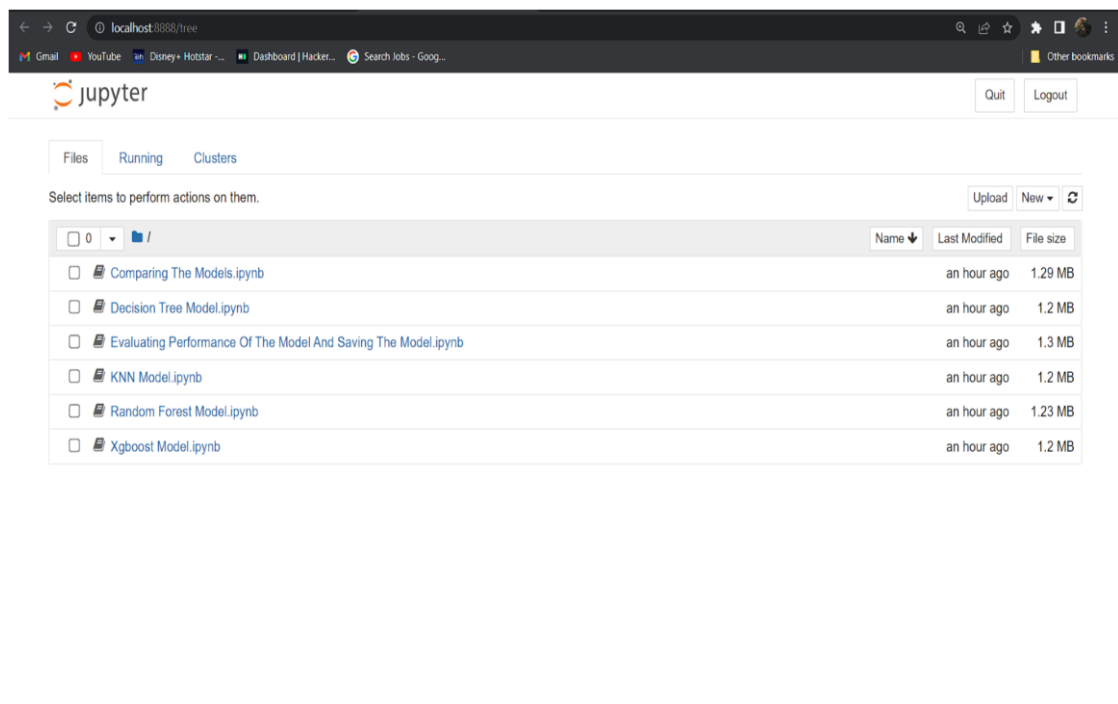 localhost:8888/tree
Gmail YouTube Disney+ Hotstar -... Dashboard | Hacker... Search Jobs - Goog... Other bookmarks
jupyter Quit Logout
Files Running Clusters
Select items to perform actions on them. Upload New
0 / Name Last Modified File size
Comparing The Models.ipynb an hour ago 1.29 MB
Decision Tree Model.ipynb an hour ago 1.2 MB
Evaluating Performance Of The Model And Saving The Model.ipynb an hour ago 1.3 MB
KNN Model.ipynb an hour ago 1.2 MB
Random Forest Model.ipynb an hour ago 1.23 MB
Xgboost Model.ipynb an hour ago 1.2 MB